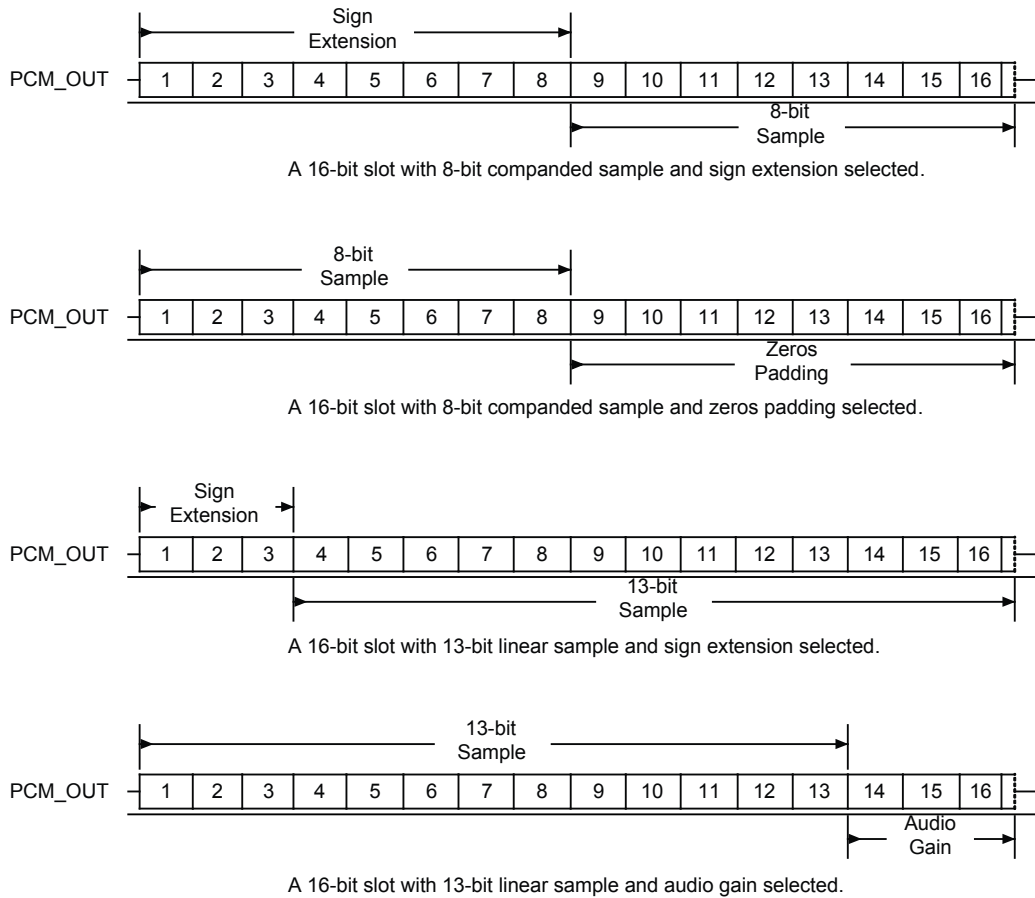 Sign
Extension
PCM_OUT 1 2 3 4 5 6 7 8 9 10 11 12 13 14 15 16
8-bit
Sample
A 16-bit slot with 8-bit companded sample and sign extension selected.
8-bit
Sample
PCM_OUT 1 2 3 4 5 6 7 8 9 10 11 12 13 14 15 16
Zeros
Padding
A 16-bit slot with 8-bit companded sample and zeros padding selected.
Sign
Extension
PCM_OUT 1 2 3 4 5 6 7 8 9 10 11 12 13 14 15 16
13-bit
Sample
A 16-bit slot with 13-bit linear sample and sign extension selected.
13-bit
Sample
PCM_OUT 1 2 3 4 5 6 7 8 9 10 11 12 13 14 15 16
Audio
Gain
A 16-bit slot with 13-bit linear sample and audio gain selected.